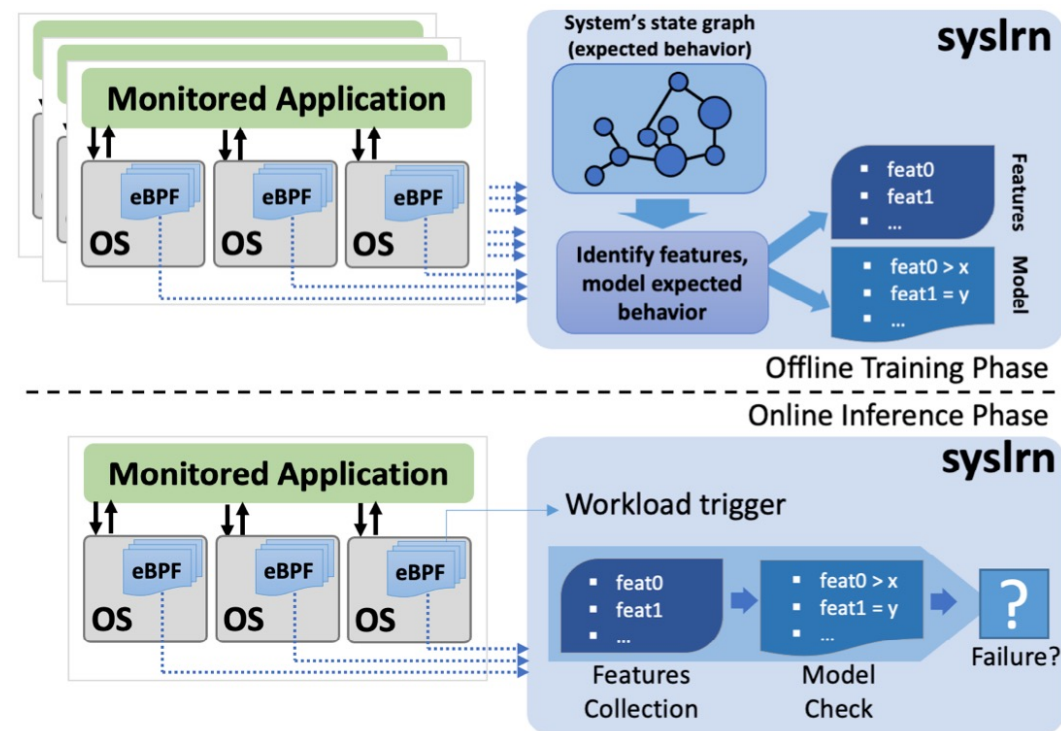 System's state graph
(expected behavior)
syslrn
Monitored Application
eBPF
eBPF
eBPF
OS
OS
OS
▪ feat0
▪ feat1
▪ ...
Features
Identify features,
model expected
behavior
▪ feat0 > x
▪ feat1 = y
▪ ...
Model
Offline Training Phase
Online Inference Phase
syslrn
Monitored Application
Workload trigger
eBPF
eBPF
eBPF
OS
OS
OS
▪ feat0
▪ feat1
▪ ...
▪ feat0 > x
▪ feat1 = y
▪ ...
?
Failure?
Features
Collection
Model
Check